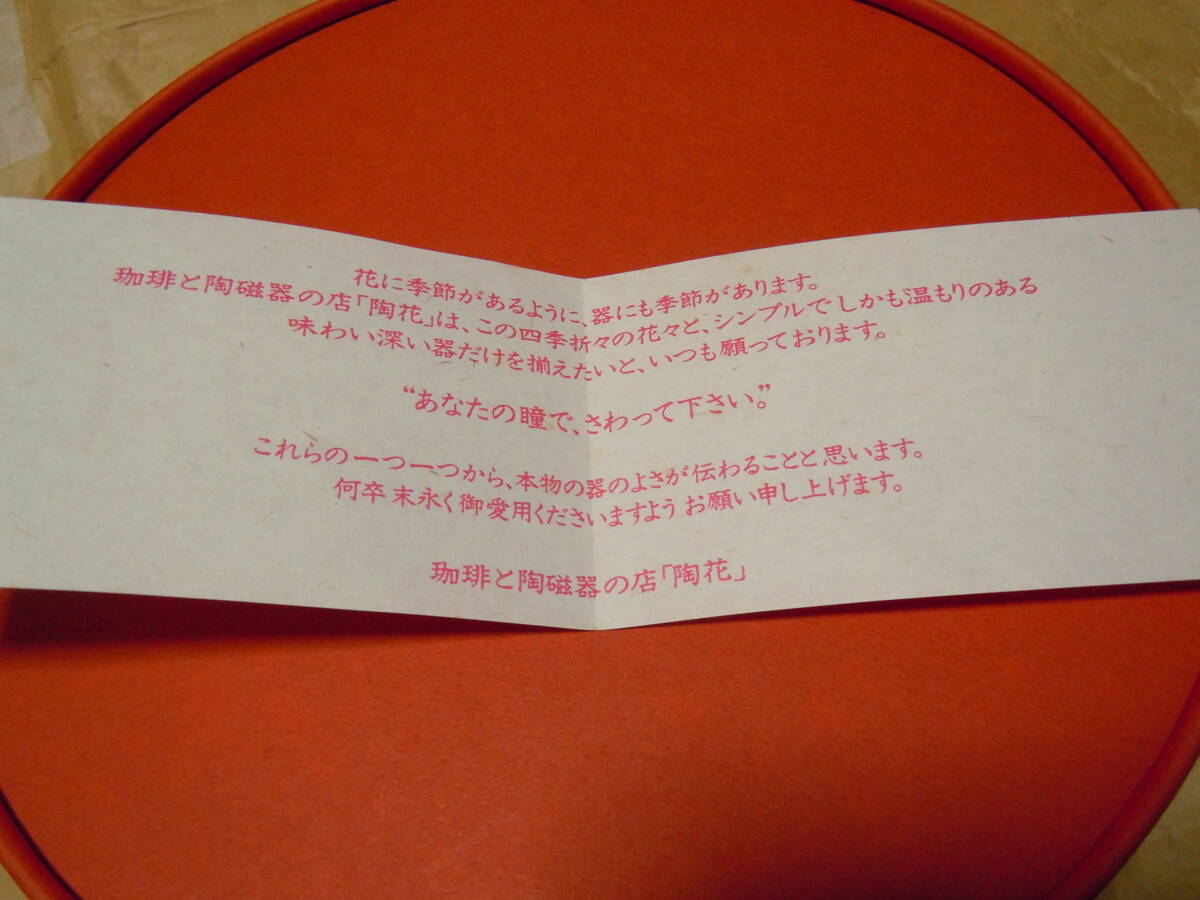 花に季節があるように、器にも季節があります。
珈琲と陶磁器の店「陶花」は、この四季折々の花々と、シンプルでしかも温もりのある
味わい深い器だけを揃えたいと、いつも願っております。
“あなたの瞳で、さわって下さい。”
これらの一つ一つから、本物の器のよさが伝わることと思います。
何卒末永く御愛用くださいますようお願い申し上げます。
珈琲と陶磁器の店「陶花」